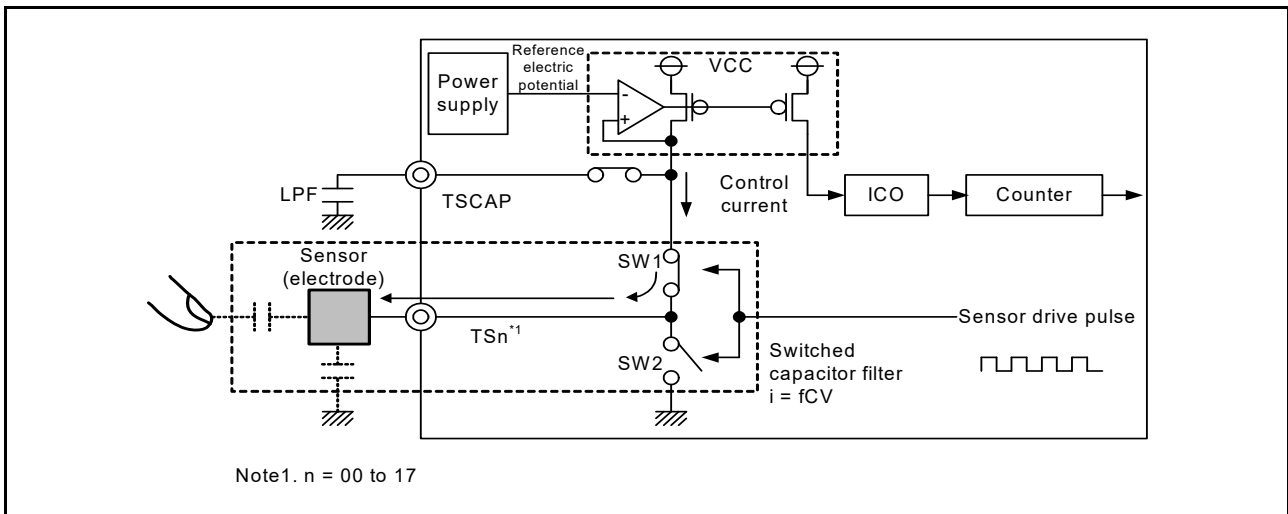 Power
supply
Reference
electric
potential
VCC
-
+
LPF
TSCAP
Control
current
ICO
Counter
Sensor
(electrode)
SW1
TSn*1
SW2
Sensor drive pulse
Switched
capacitor filter
i = fCV
Note1. n = 00 to 17